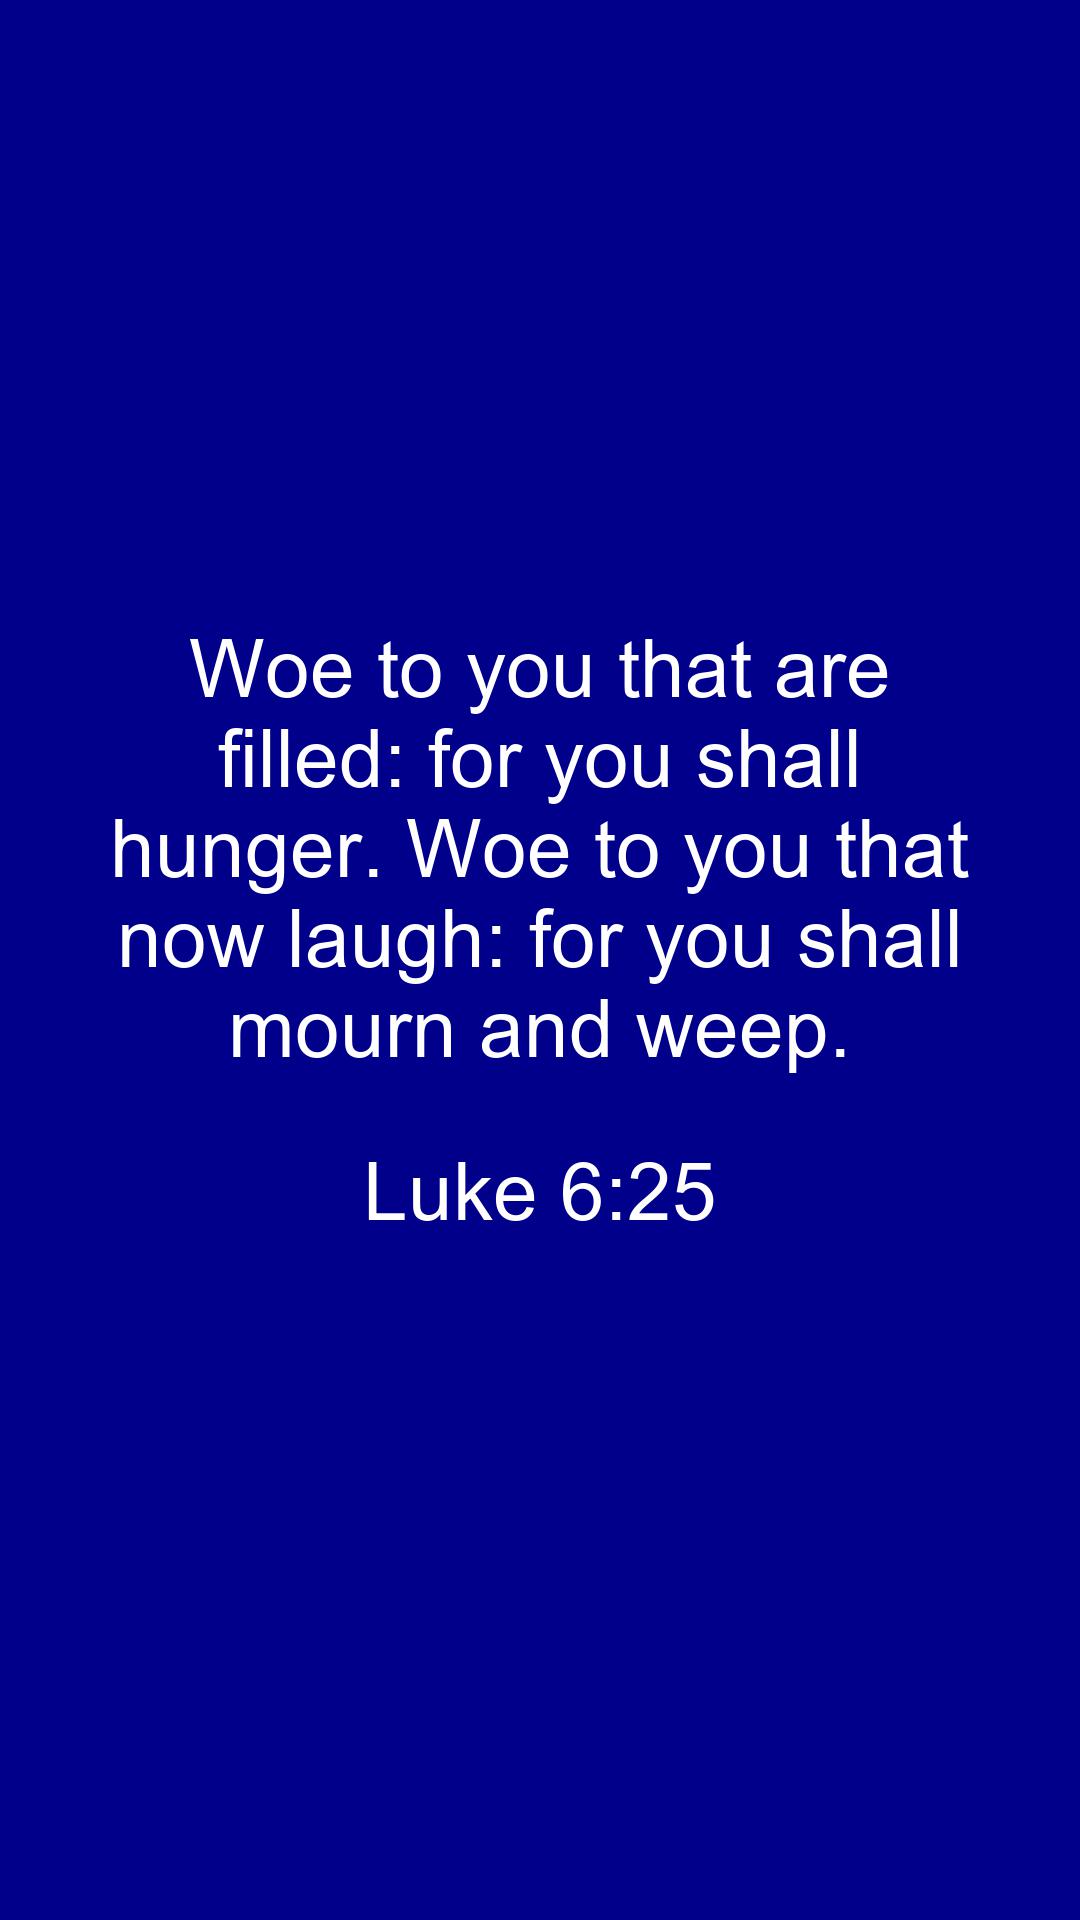 Woe to you that are
filled: for you shall
hunger. Woe to you that
now laugh: for you shall
mourn and weep.
Luke 6:25